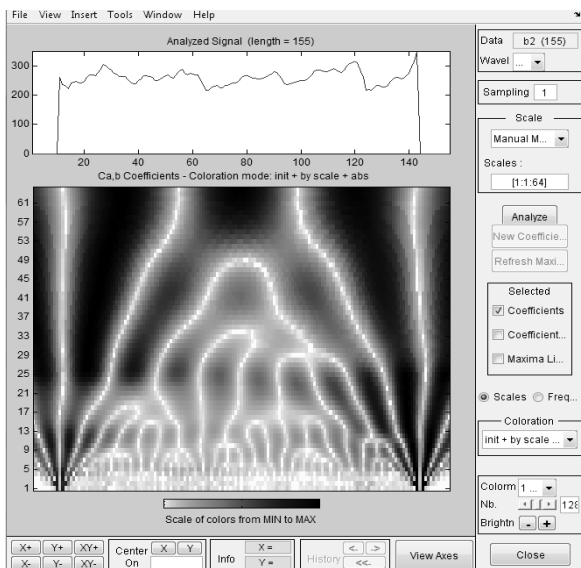 File View Insert Tools Window Help
Analyzed Signal (length = 155)
300
200
100
0
20 40 60 80 100 120 140
Ca,b Coefficients - Coloration mode: init + by scale + abs
61
57
53
49
45
41
37
33
29
25
21
17
13
9
5
1
Scale of colors from MIN to MAX
Data b2 (155)
Wavel ...
Sampling 1
Scale
Manual M...
Scales :
[1:1:64]
Analyze
New Coefficie...
Refresh Maxi...
Selected
Coefficients
Coefficient...
Maxima Li...
Scales Freq...
Coloration
init + by scale ...
Colorm 1 ...
Nb. 128
Brightn - +
X+ Y+ XY+
X- Y- XY-
Center On X Y
Info X = Y =
History <- -> <<-
View Axes
Close